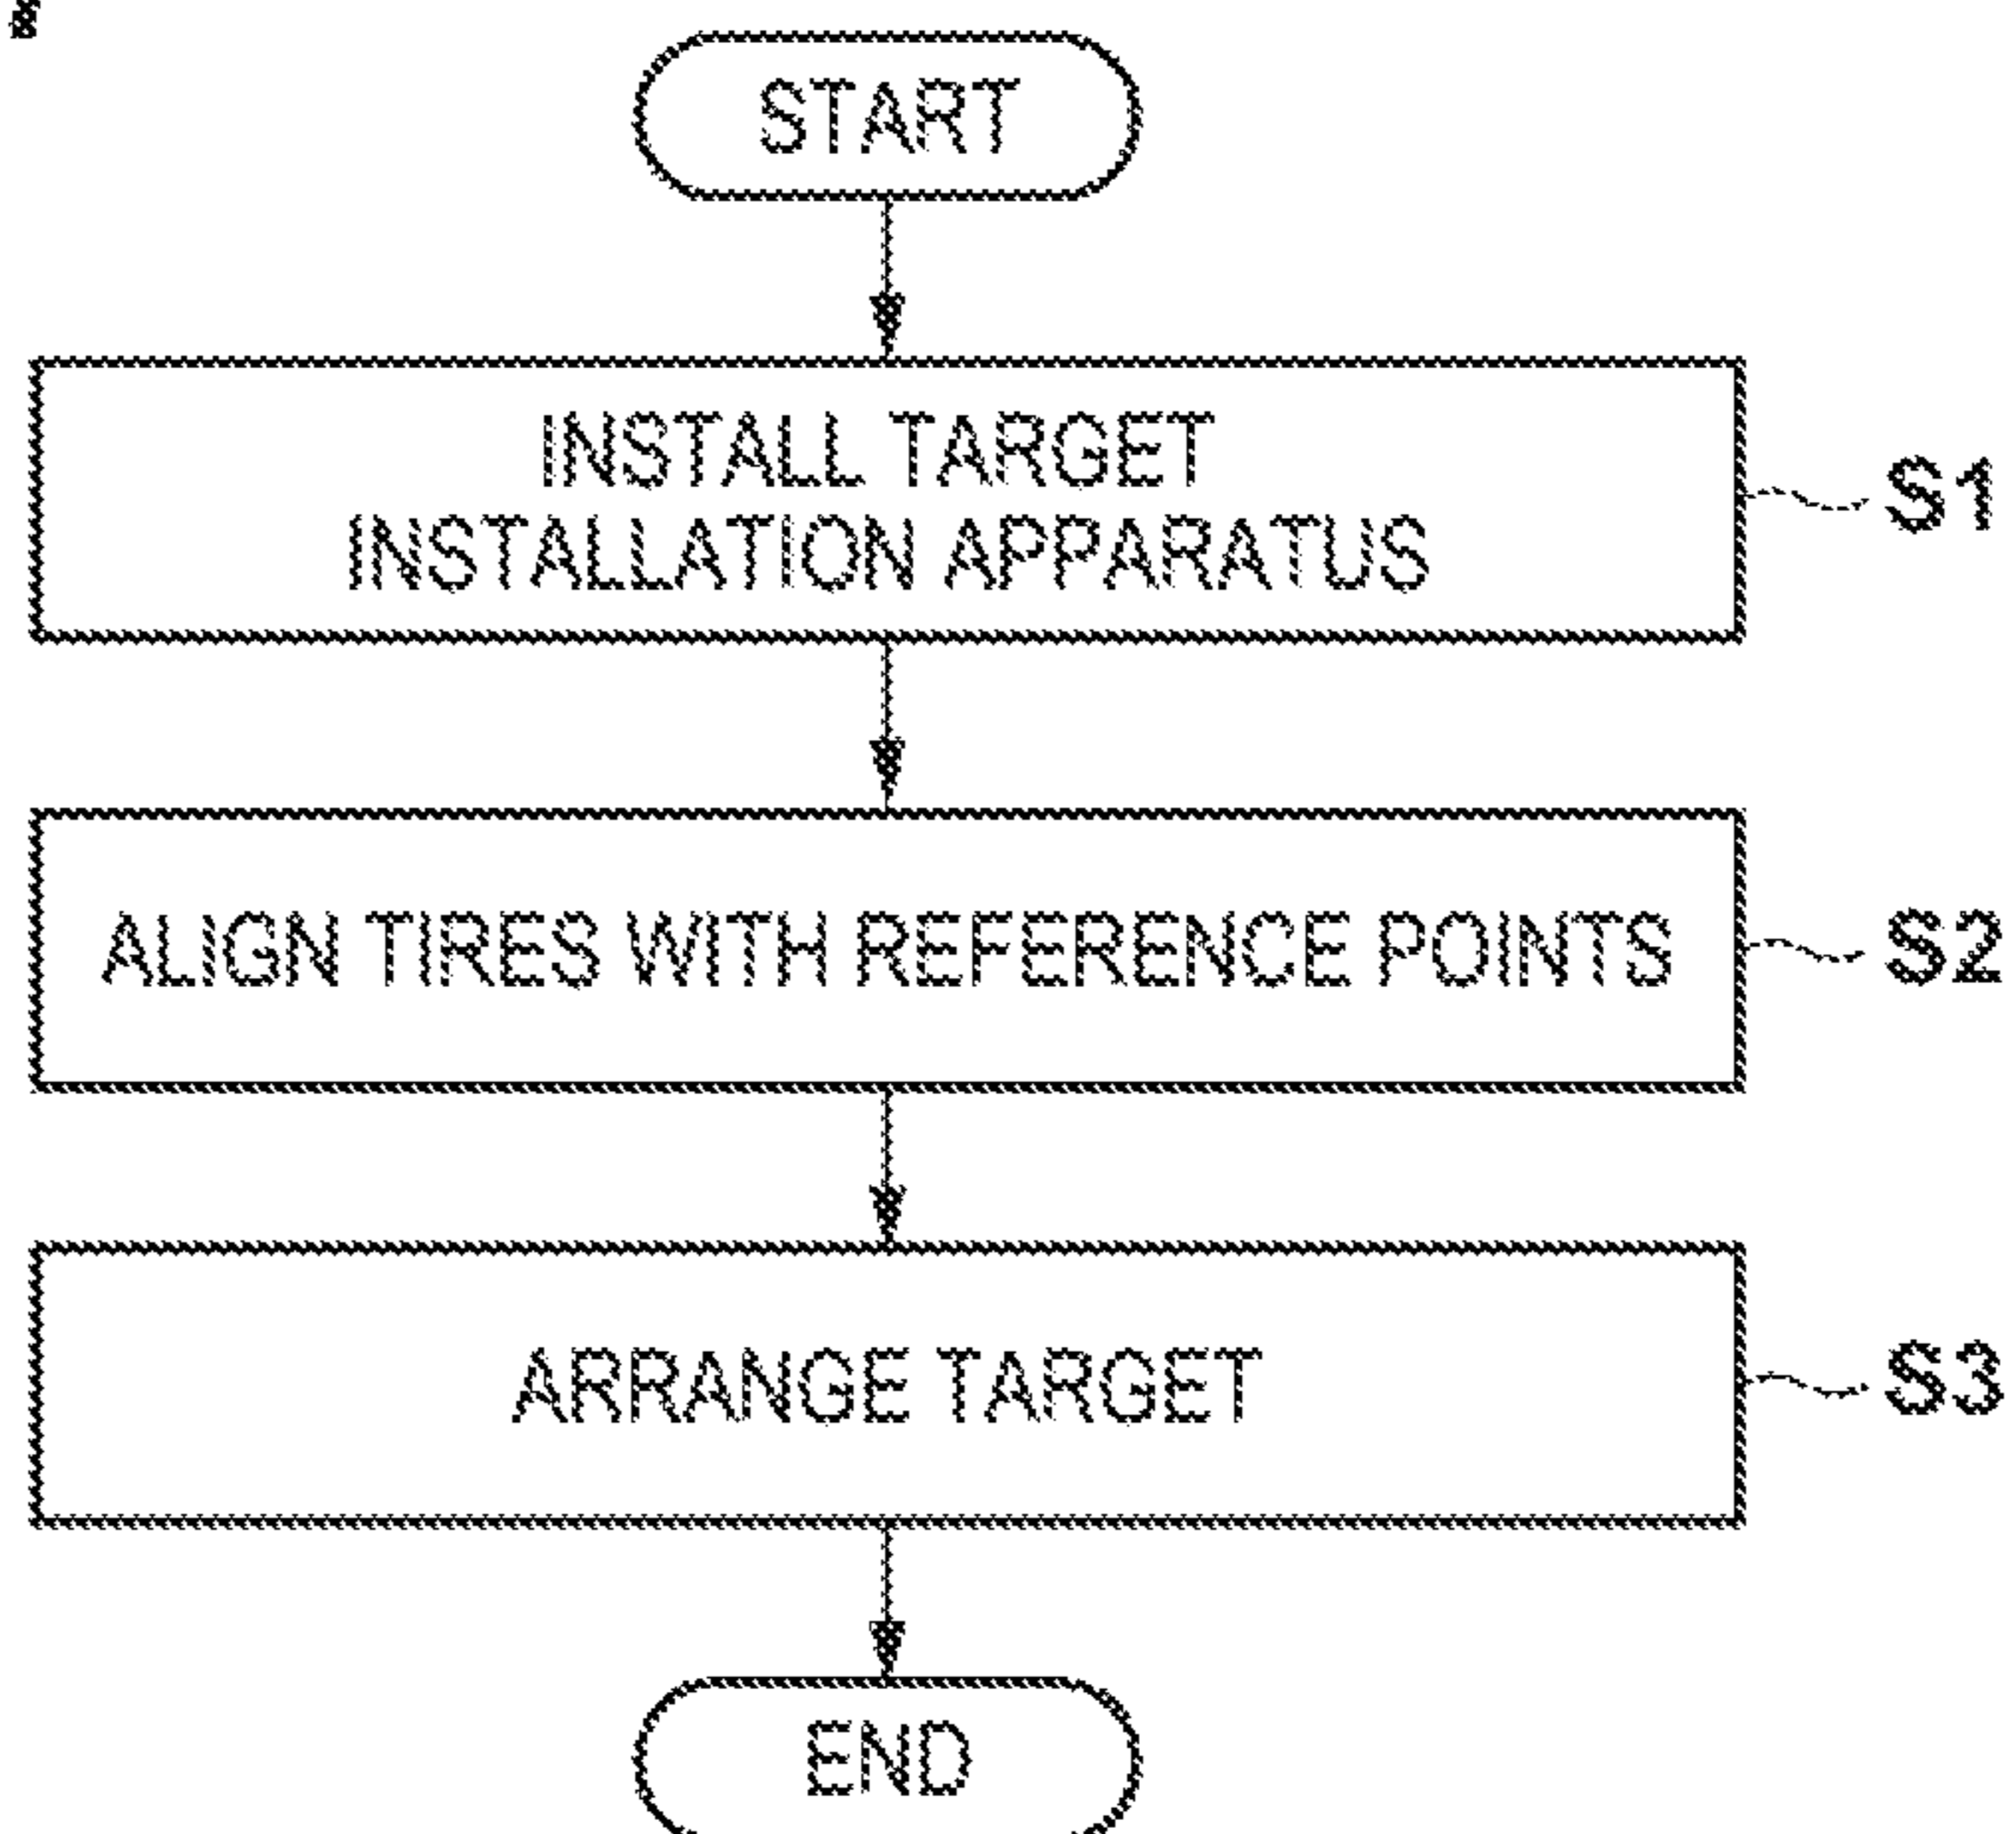 START
INSTALL TARGET
INSTALLATION APPARATUS
S1
ALIGN TIRES WITH REFERENCE POINTS
S2
ARRANGE TARGET
S3
END